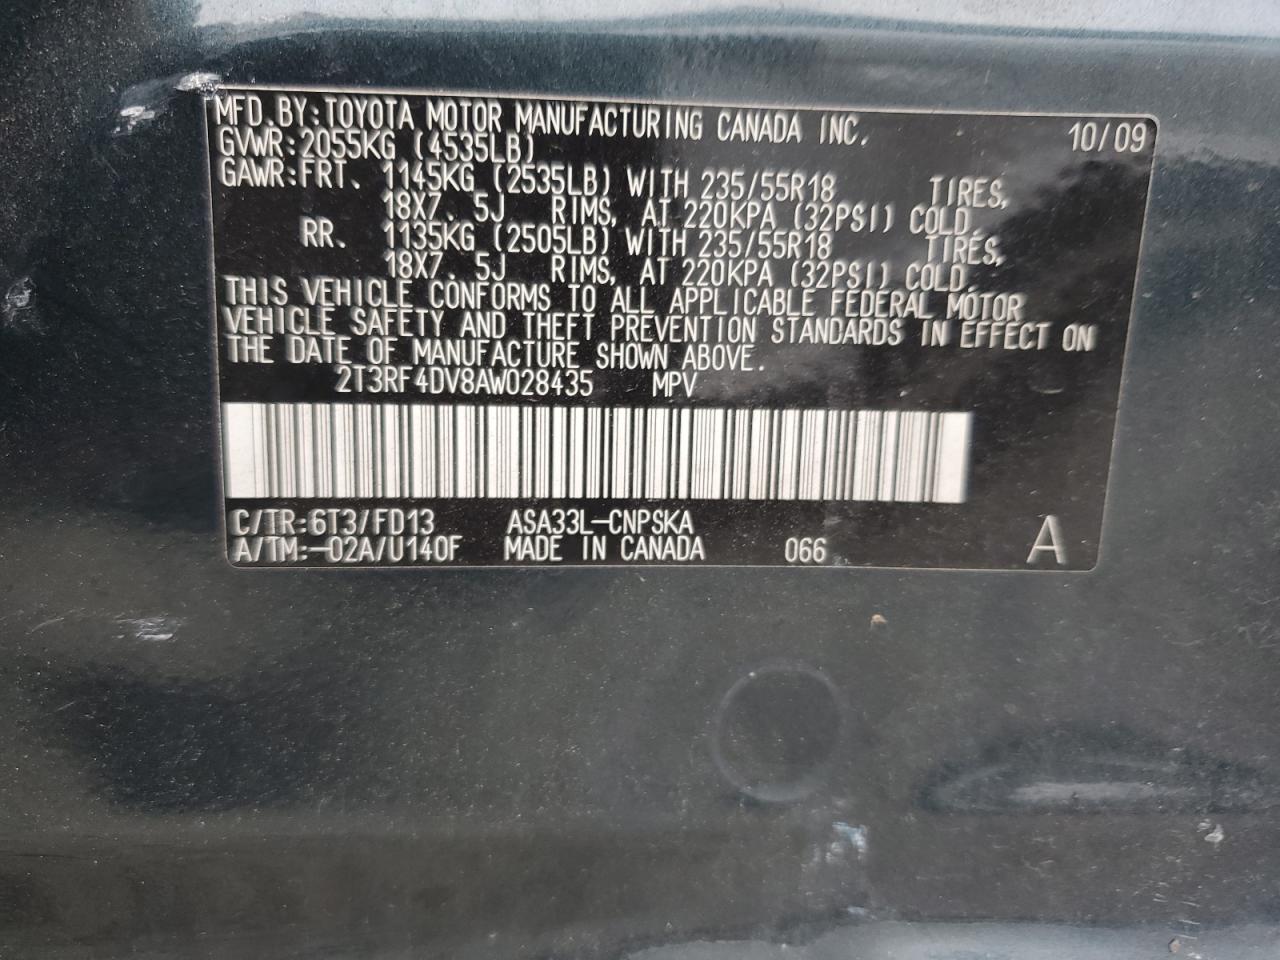 MFD.BY:TOYOTA MOTOR MANUFACTURING CANADA INC. 10/09
GVWR:2055KG (4535LB)
GAWR:FRT. 1145KG (2535LB) WITH 235/55R18 TIRES,
18X7.5J RIMS, AT 220KPA (32PSI) COLD.
RR. 1135KG (2505LB) WITH 235/55R18 TIRES,
18X7.5J RIMS, AT 220KPA (32PSI) COLD.
THIS VEHICLE CONFORMS TO ALL APPLICABLE FEDERAL MOTOR
VEHICLE SAFETY AND THEFT PREVENTION STANDARDS IN EFFECT ON
THE DATE OF MANUFACTURE SHOWN ABOVE.
2T3RF4DV8AW028435 MPV
C/TR:6T3/FD13 ASA33L-CNPSKA
A/TM:-02A/U140F MADE IN CANADA 066 A